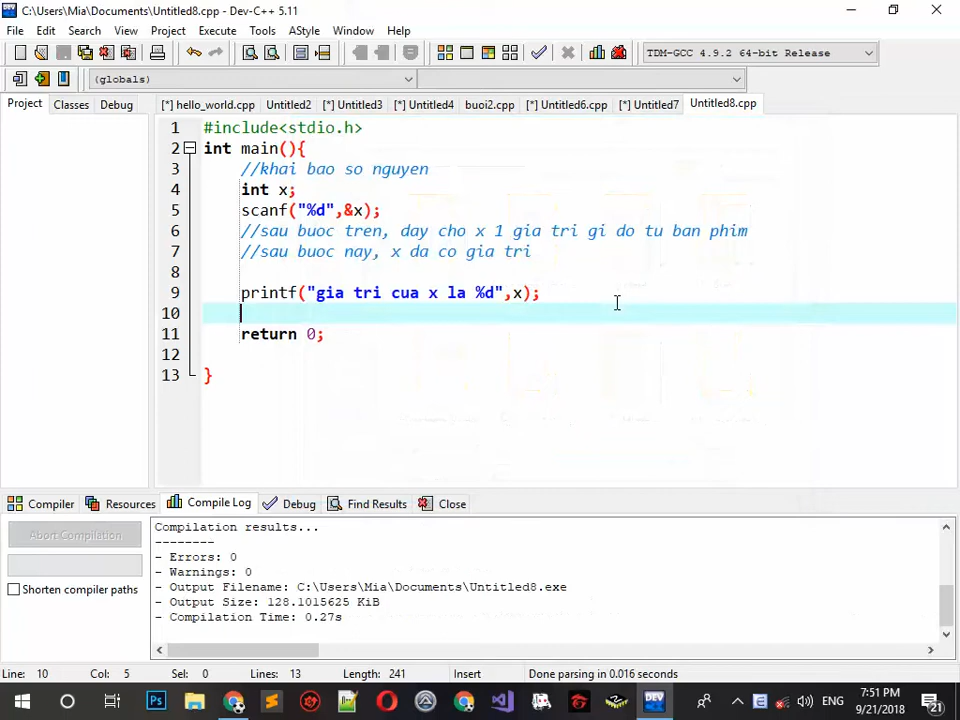 C:\Users\Mia\Documents\Untitled8.cpp - Dev-C++ 5.11
File Edit Search View Project Execute Tools AStyle Window Help
TDM-GCC 4.9.2 64-bit Release
(globals)
Project Classes Debug [*] hello_world.cpp Untitled2 [*] Untitled3 [*] Untitled4 buoi2.cpp [*] Untitled6.cpp [*] Untitled7 Untitled8.cpp
1 #include<stdio.h>
2 int main(){
3 //khai bao so nguyen
4 int x;
5 scanf("%d",&x);
6 //sau buoc tren, day cho x 1 gia tri gi do tu ban phim
7 //sau buoc nay, x da co gia tri
8
9 printf("gia tri cua x la %d",x);
10
11 return 0;
12
13 }
Compiler Resources Compile Log Debug Find Results Close
Abort Compilation
Shorten compiler paths
Compilation results...
--------
- Errors: 0
- Warnings: 0
- Output Filename: C:\Users\Mia\Documents\Untitled8.exe
- Output Size: 128.1015625 KiB
- Compilation Time: 0.27s
Line: 10 Col: 5 Sel: 0 Lines: 13 Length: 241 Insert Done parsing in 0.016 seconds
Ps DEV ENG 7:51 PM
9/21/2018 21